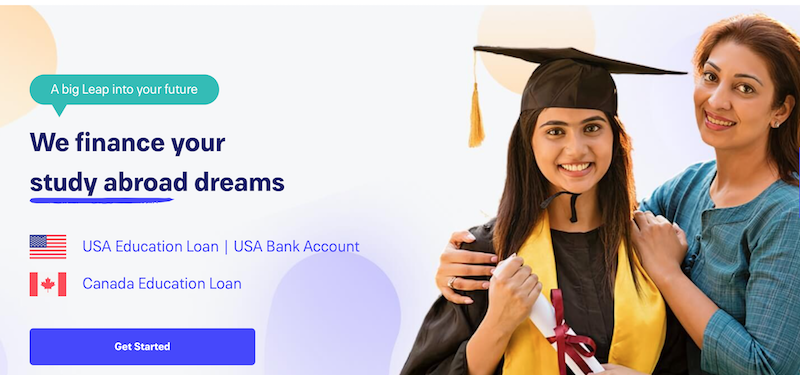 A big Leap into your future
We finance your
study abroad dreams
USA Education Loan | USA Bank Account
Canada Education Loan
Get Started